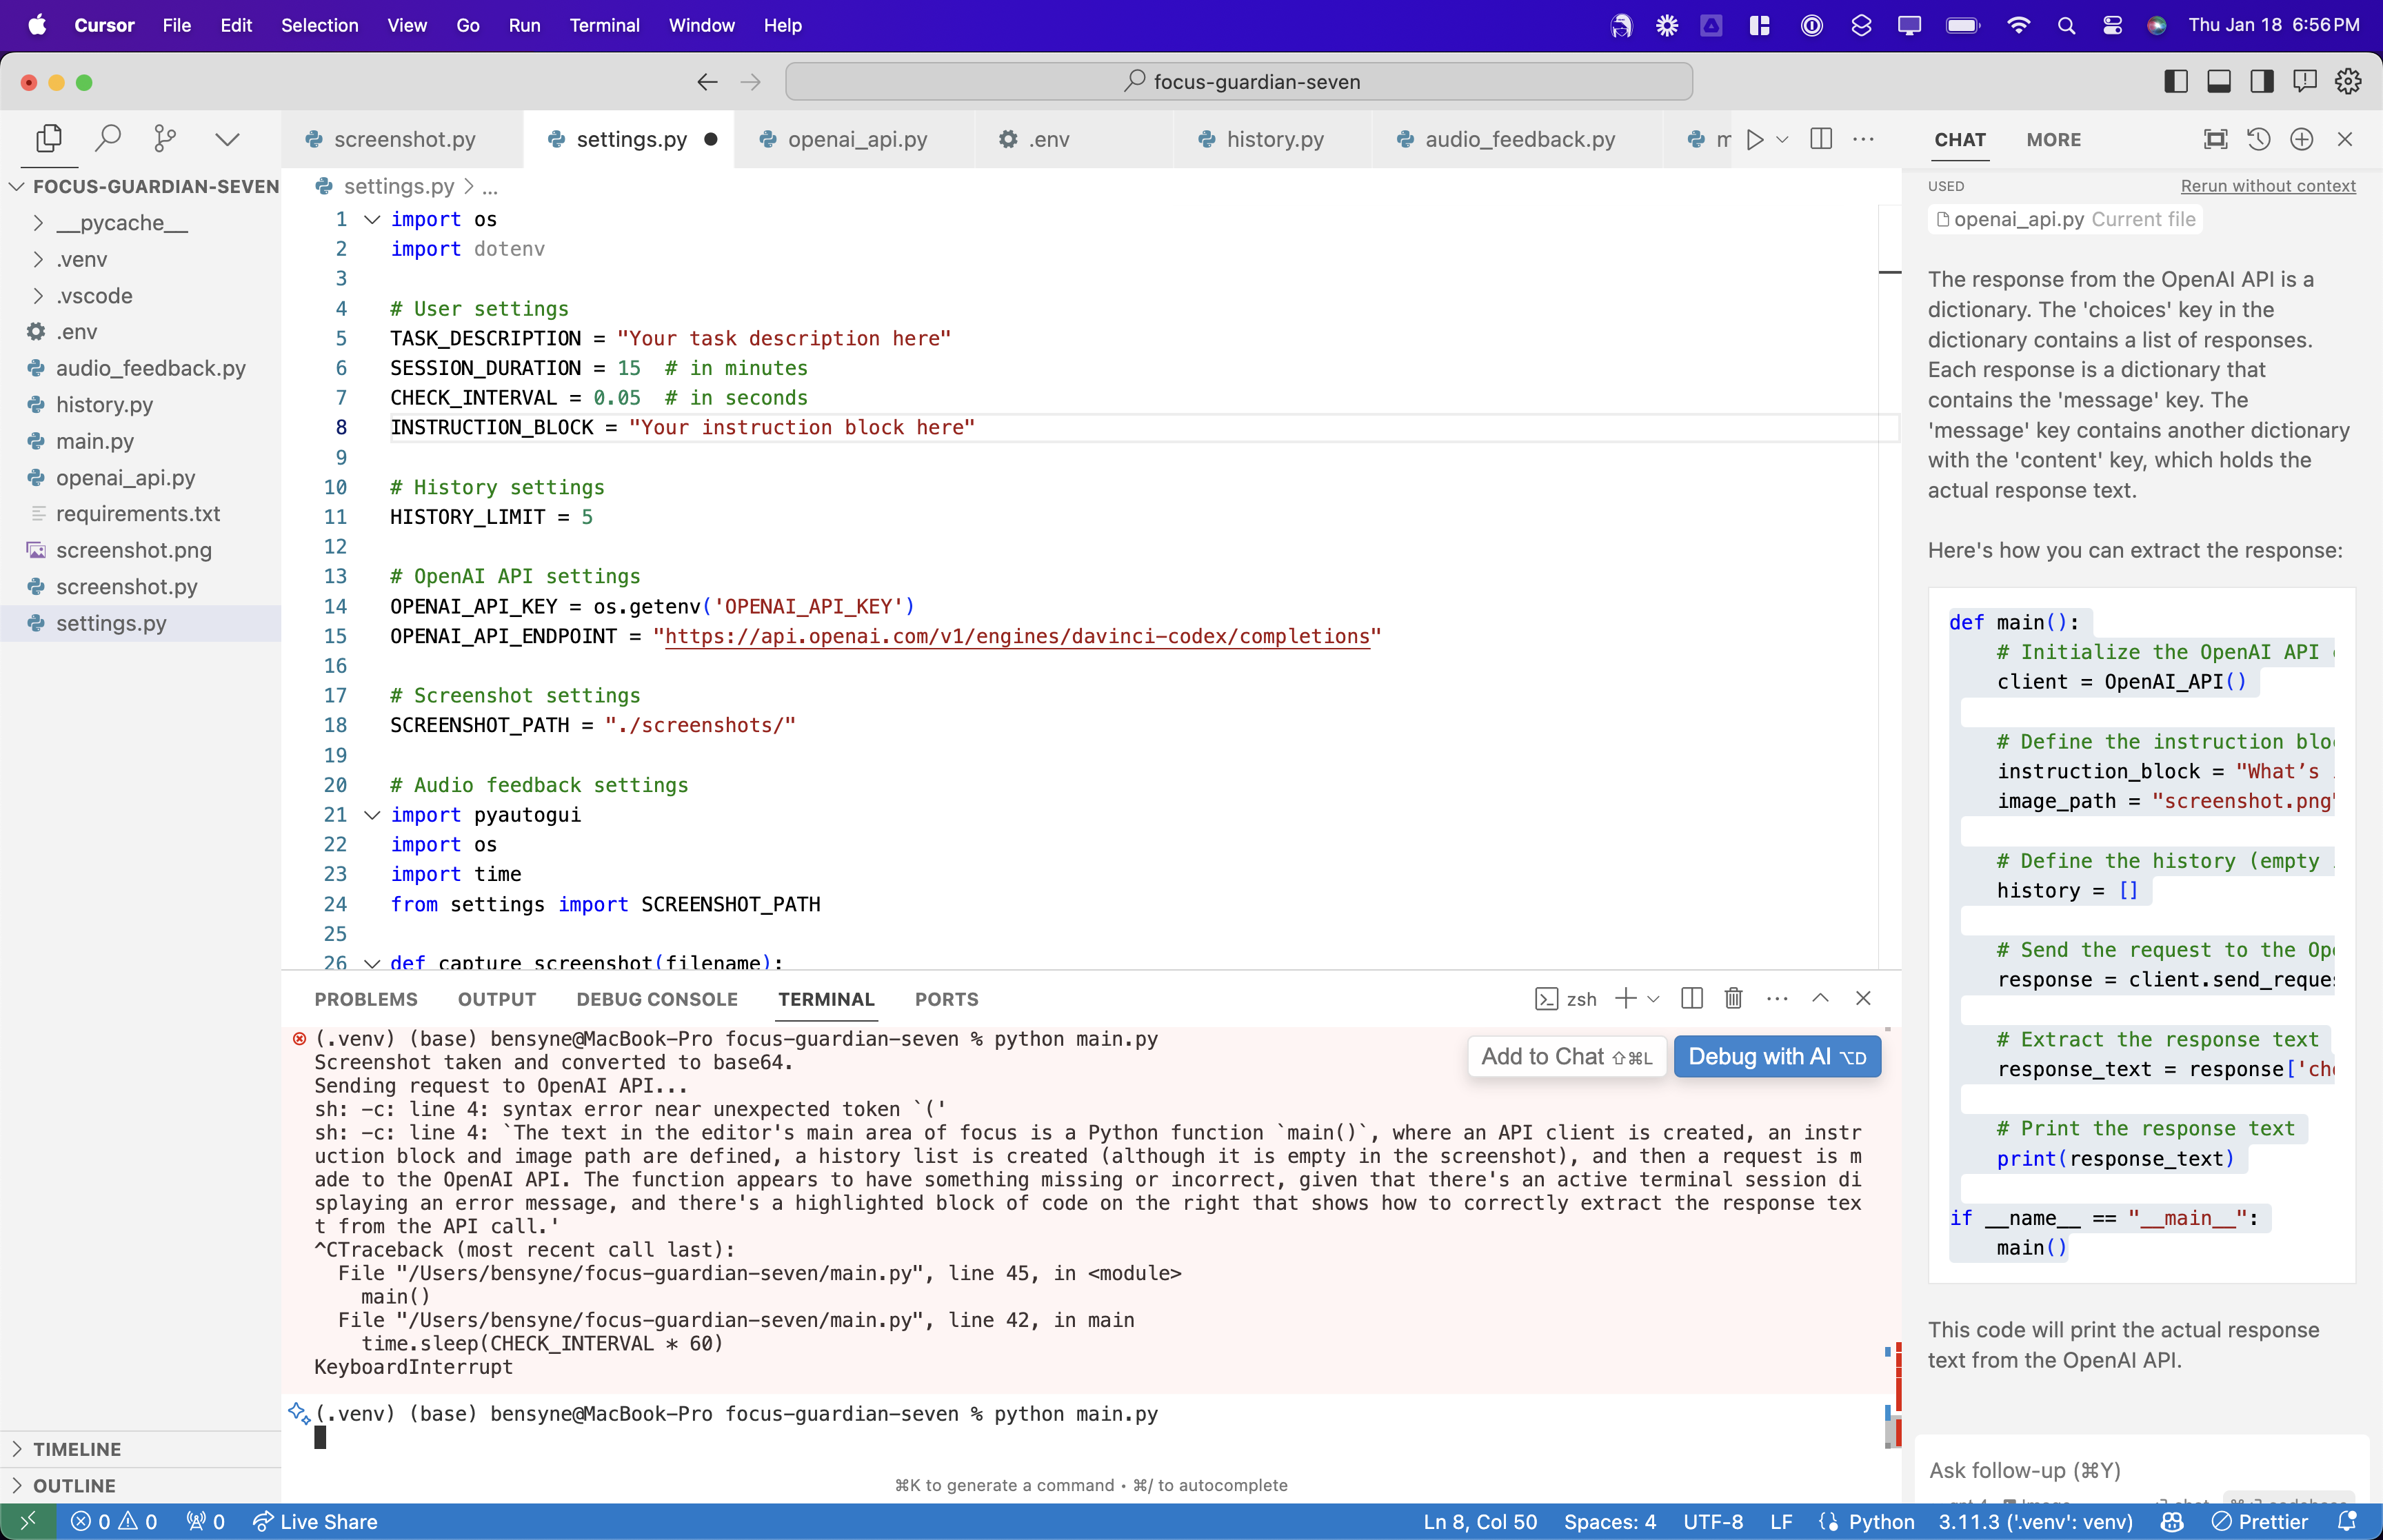 Cursor File Edit Selection View Go Run Terminal Window Help Thu Jan 18 6:56 PM
focus-guardian-seven
screenshot.py settings.py openai_api.py .env history.py audio_feedback.py m
CHAT MORE
FOCUS-GUARDIAN-SEVEN
__pycache__
.venv
.vscode
.env
audio_feedback.py
history.py
main.py
openai_api.py
requirements.txt
screenshot.png
screenshot.py
settings.py
TIMELINE
OUTLINE
settings.py > ...
1 import os
2 import dotenv
3
4 # User settings
5 TASK_DESCRIPTION = "Your task description here"
6 SESSION_DURATION = 15  # in minutes
7 CHECK_INTERVAL = 0.05  # in seconds
8 INSTRUCTION_BLOCK = "Your instruction block here"
9
10 # History settings
11 HISTORY_LIMIT = 5
12
13 # OpenAI API settings
14 OPENAI_API_KEY = os.getenv('OPENAI_API_KEY')
15 OPENAI_API_ENDPOINT = "https://api.openai.com/v1/engines/davinci-codex/completions"
16
17 # Screenshot settings
18 SCREENSHOT_PATH = "./screenshots/"
19
20 # Audio feedback settings
21 import pyautogui
22 import os
23 import time
24 from settings import SCREENSHOT_PATH
25
26 def capture_screenshot(filename):
PROBLEMS OUTPUT DEBUG CONSOLE TERMINAL PORTS zsh
(.venv) (base) bensyne@MacBook-Pro focus-guardian-seven % python main.py
Add to Chat ⇧⌘L Debug with AI ⌥D
Screenshot taken and converted to base64.
Sending request to OpenAI API...
sh: -c: line 4: syntax error near unexpected token `('
sh: -c: line 4: `The text in the editor's main area of focus is a Python function `main()`, where an API client is created, an instr
uction block and image path are defined, a history list is created (although it is empty in the screenshot), and then a request is m
ade to the OpenAI API. The function appears to have something missing or incorrect, given that there's an active terminal session di
splaying an error message, and there's a highlighted block of code on the right that shows how to correctly extract the response tex
t from the API call.'
^CTraceback (most recent call last):
File "/Users/bensyne/focus-guardian-seven/main.py", line 45, in <module>
main()
File "/Users/bensyne/focus-guardian-seven/main.py", line 42, in main
time.sleep(CHECK_INTERVAL * 60)
KeyboardInterrupt
(.venv) (base) bensyne@MacBook-Pro focus-guardian-seven % python main.py
⌘K to generate a command • ⌘/ to autocomplete
USED Rerun without context
openai_api.py Current file
The response from the OpenAI API is a
dictionary. The 'choices' key in the
dictionary contains a list of responses.
Each response is a dictionary that
contains the 'message' key. The
'message' key contains another dictionary
with the 'content' key, which holds the
actual response text.
Here's how you can extract the response:
def main():
# Initialize the OpenAI API
client = OpenAI_API()
# Define the instruction blo
instruction_block = "What’s
image_path = "screenshot.png"
# Define the history (empty
history = []
# Send the request to the Op
response = client.send_reque
# Extract the response text
response_text = response['ch
# Print the response text
print(response_text)
if __name__ == "__main__":
main()
This code will print the actual response
text from the OpenAI API.
Ask follow-up (⌘Y)
0 0 0 Live Share Ln 8, Col 50 Spaces: 4 UTF-8 LF Python 3.11.3 ('.venv': venv) Prettier